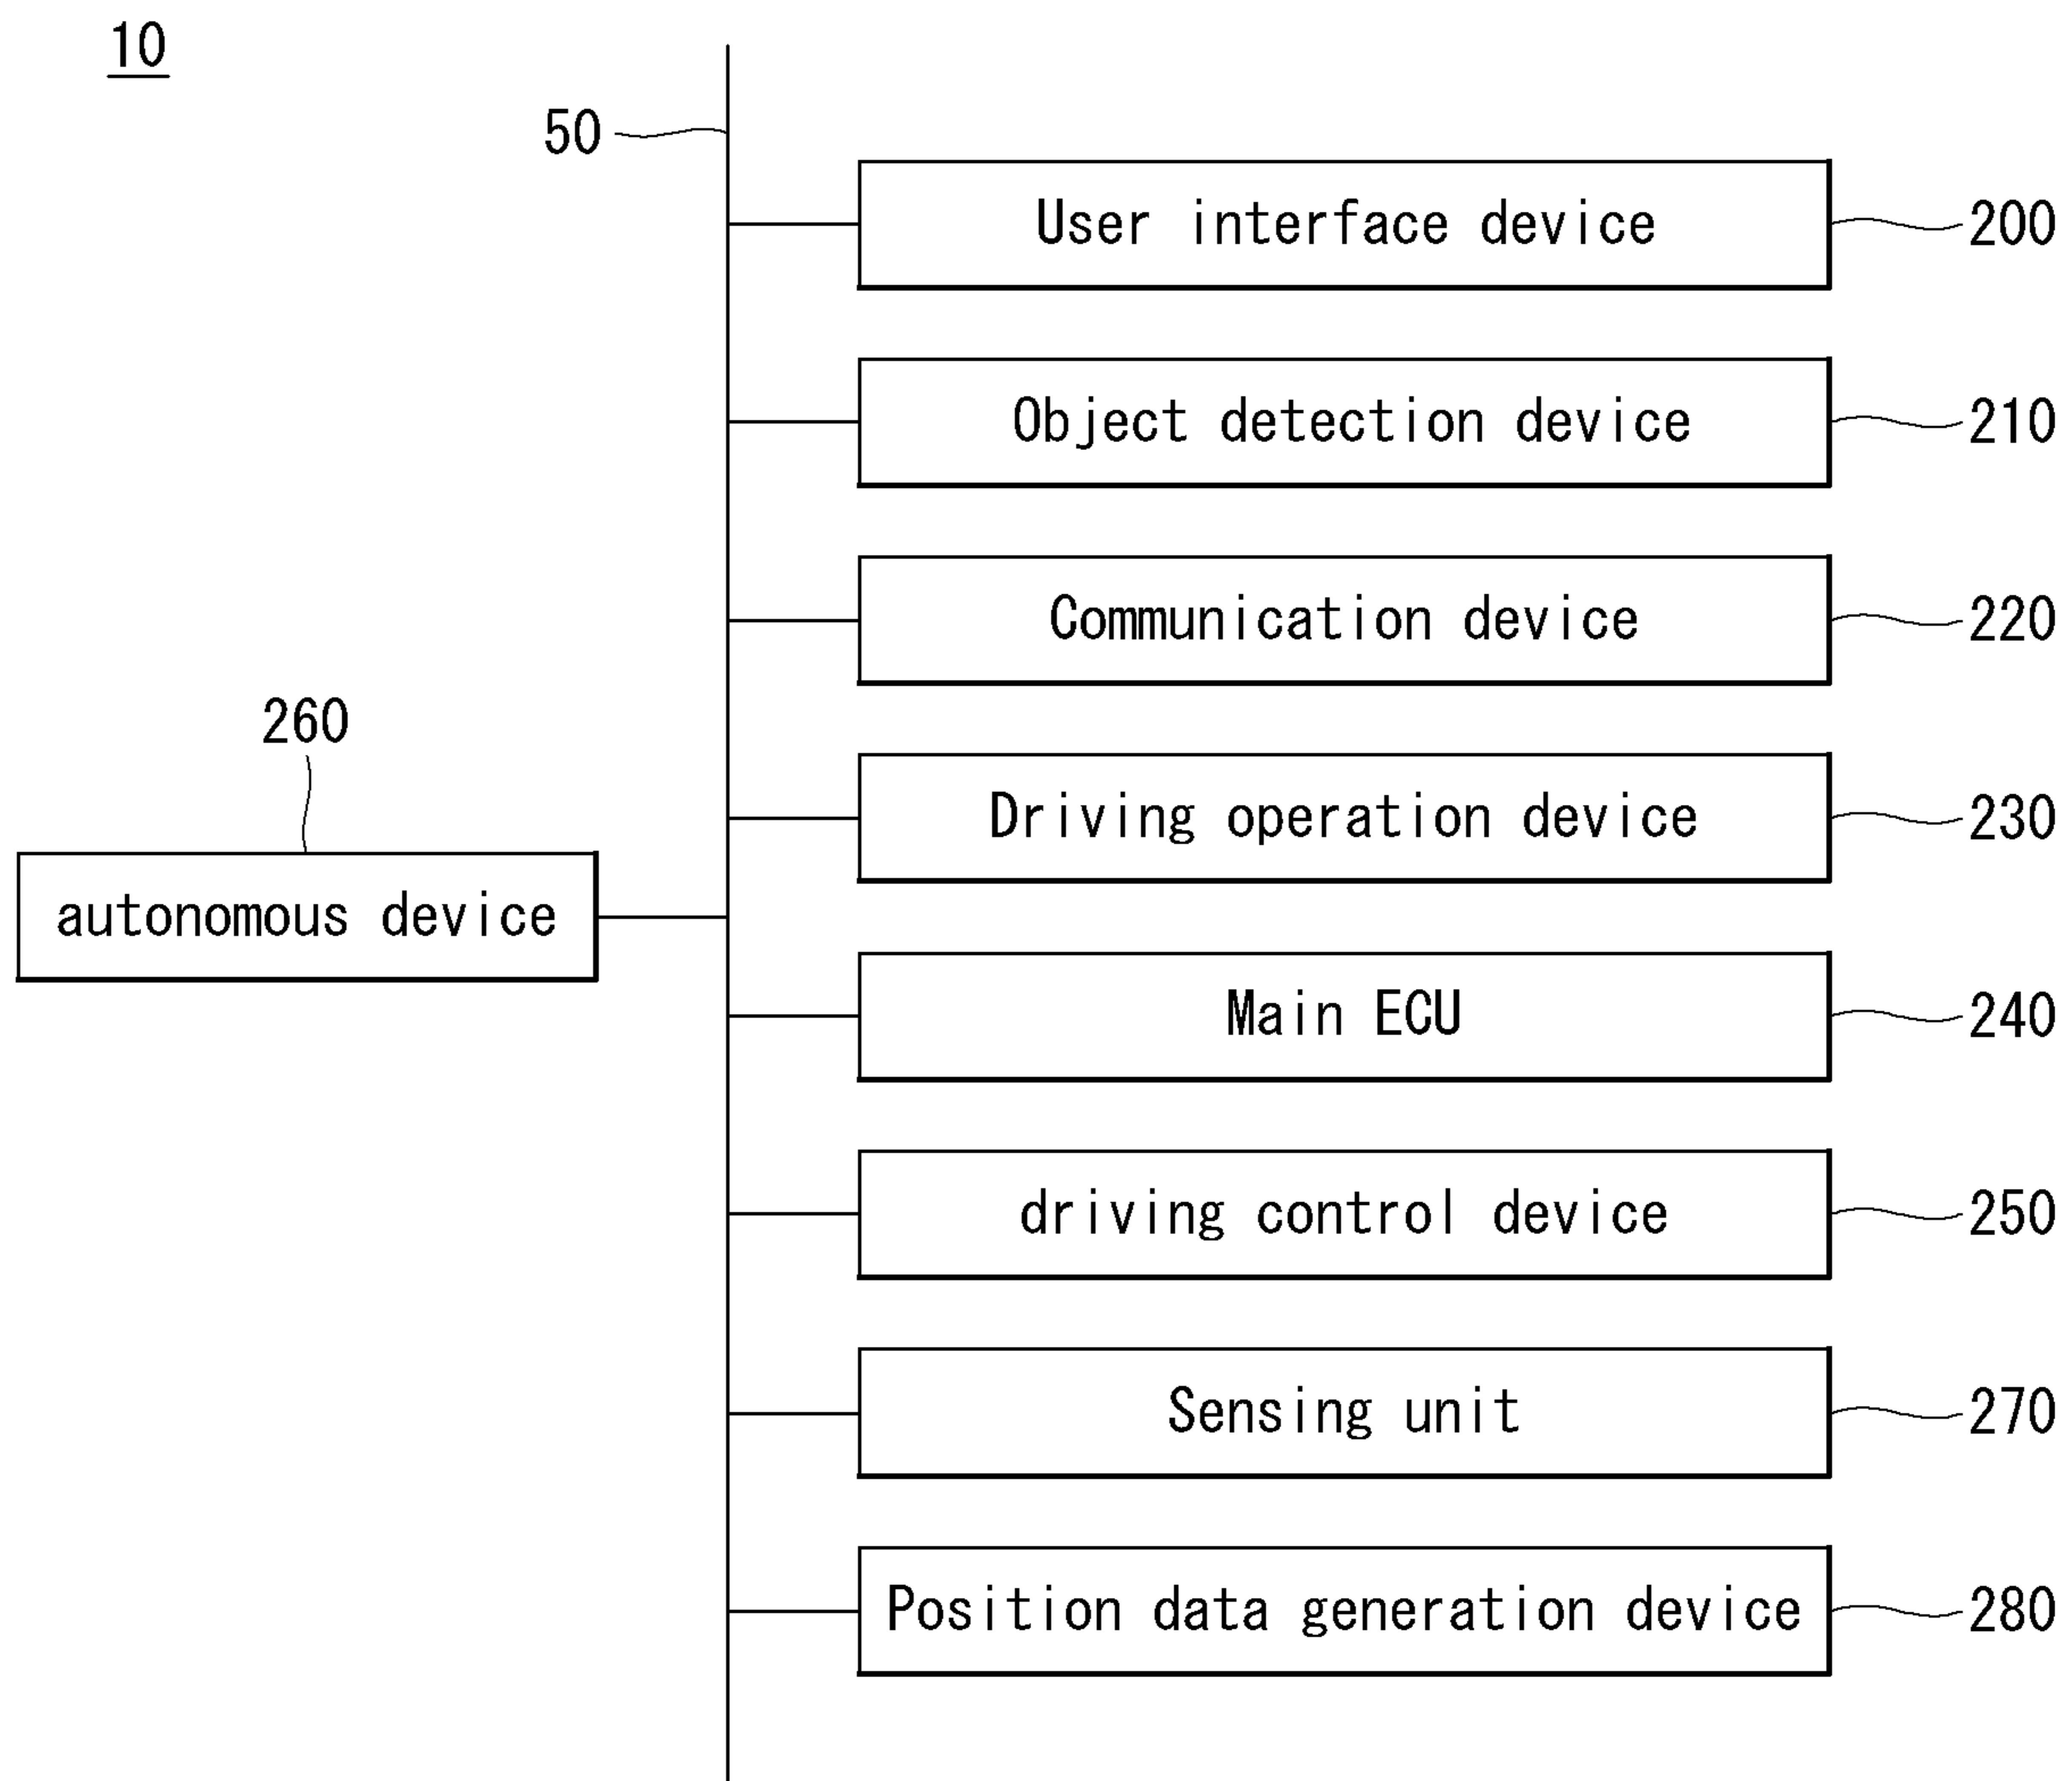 10
50
User interface device 200
Object detection device 210
Communication device 220
260
Driving operation device 230
autonomous device
Main ECU 240
driving control device 250
Sensing unit 270
Position data generation device 280